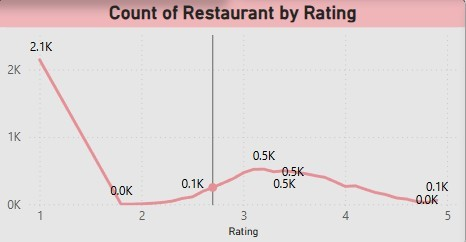 Count of Restaurant by Rating
2.1K
2K
1K
0K
0.0K
0.1K
0.5K
0.5K
0.5K
0.1K
0.0K
1 2 3 4 5
Rating